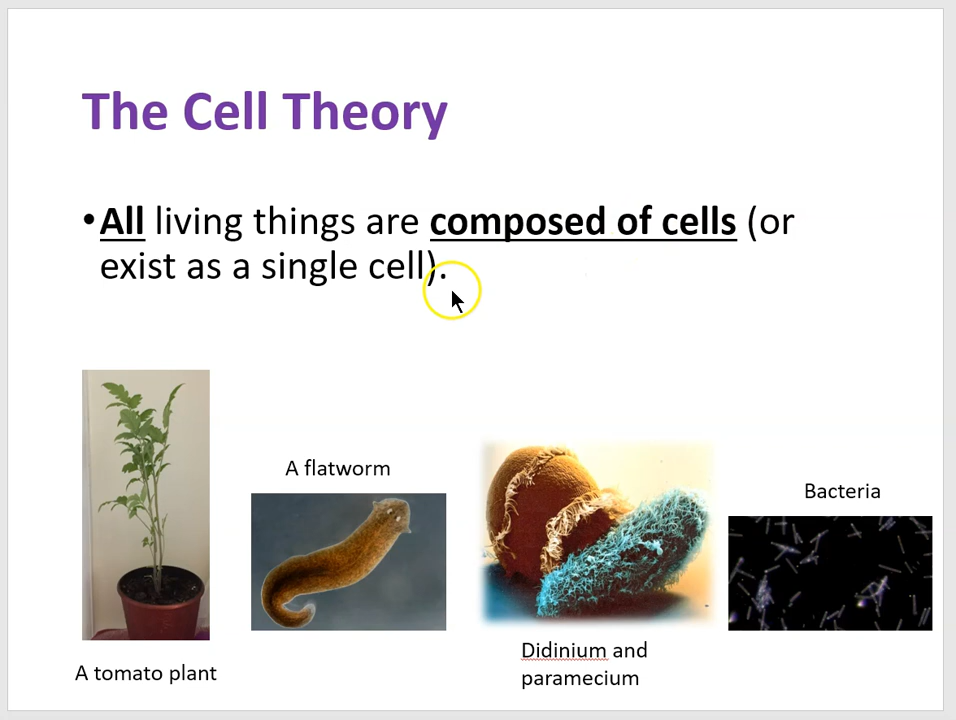 The Cell Theory
•All living things are composed of cells (or
exist as a single cell).
A flatworm
Bacteria
Didinium and
paramecium
A tomato plant